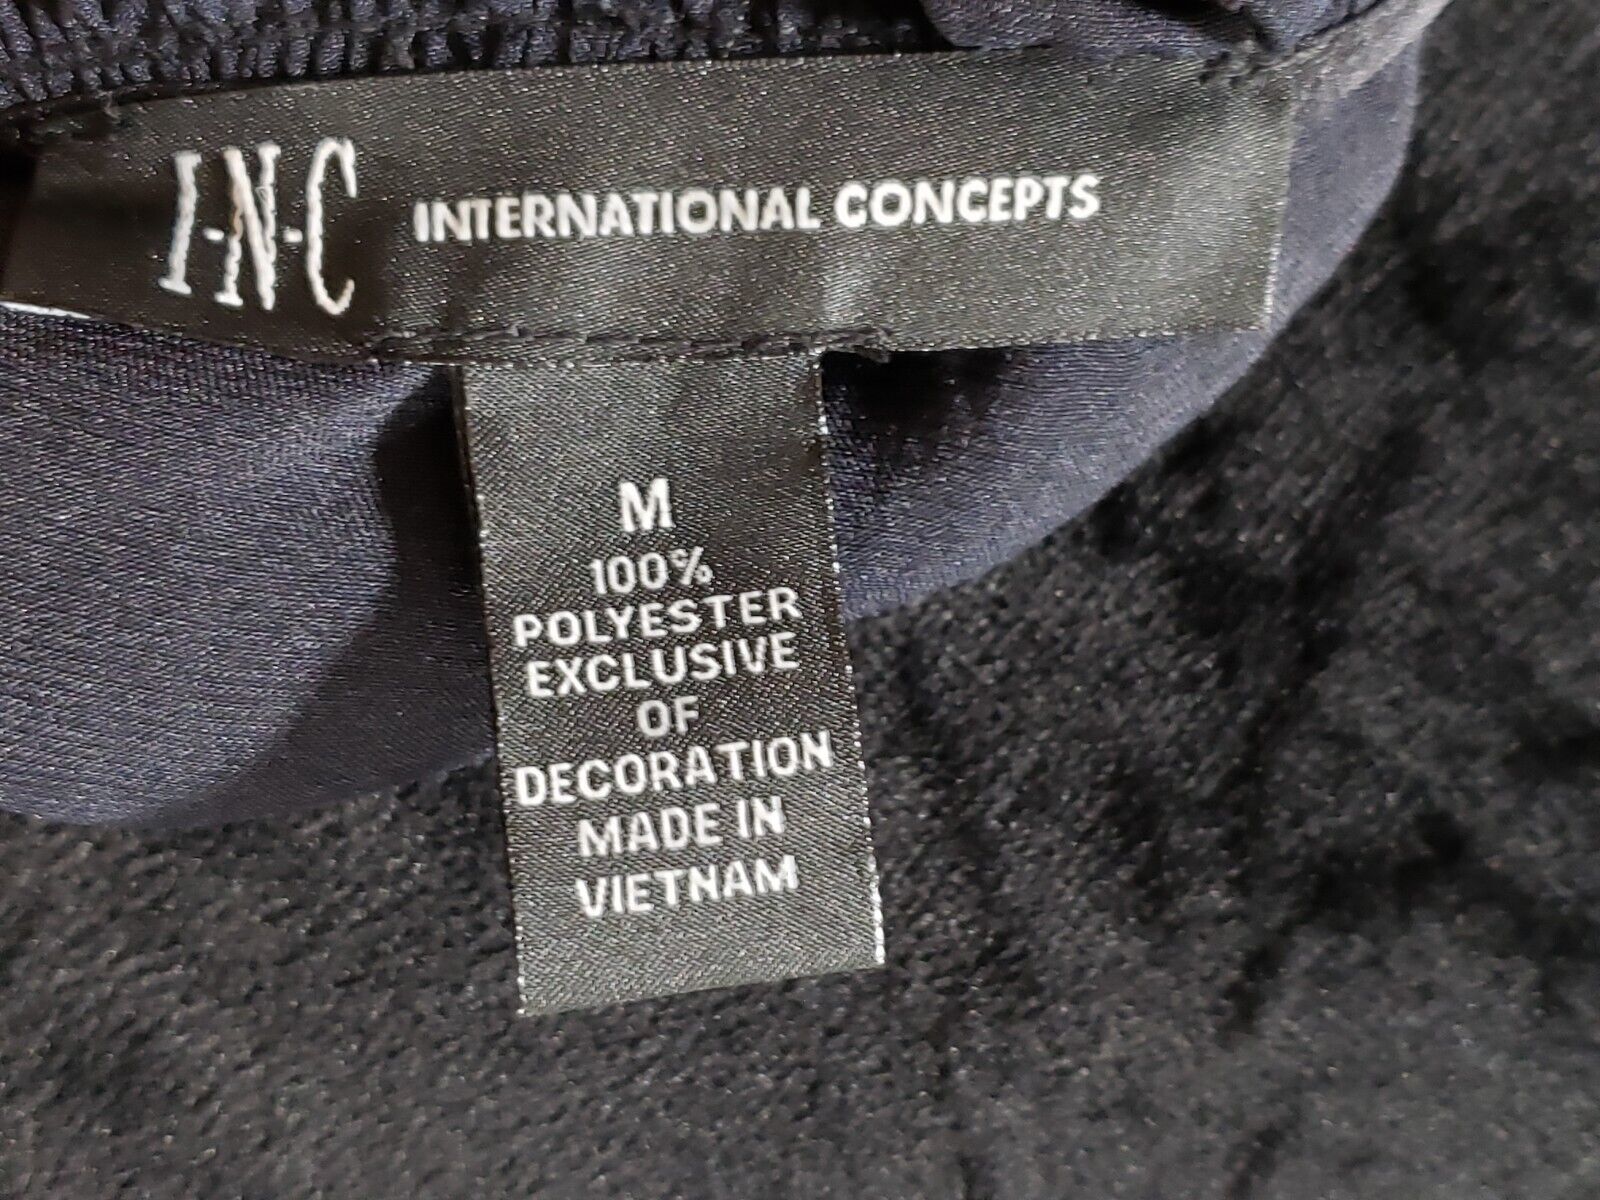 I-N-C INTERNATIONAL CONCEPTS
M
100%
POLYESTER
EXCLUSIVE
OF
DECORATION
MADE IN
VIETNAM